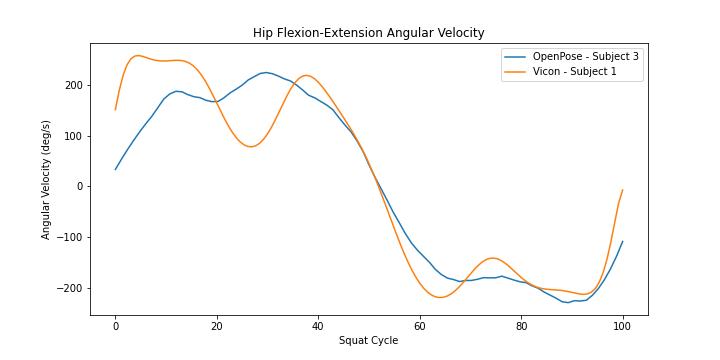 Hip Flexion-Extension Angular Velocity
OpenPose - Subject 3
Vicon - Subject 1
Angular Velocity (deg/s)
200
100
0
−100
−200
0 20 40 60 80 100
Squat Cycle